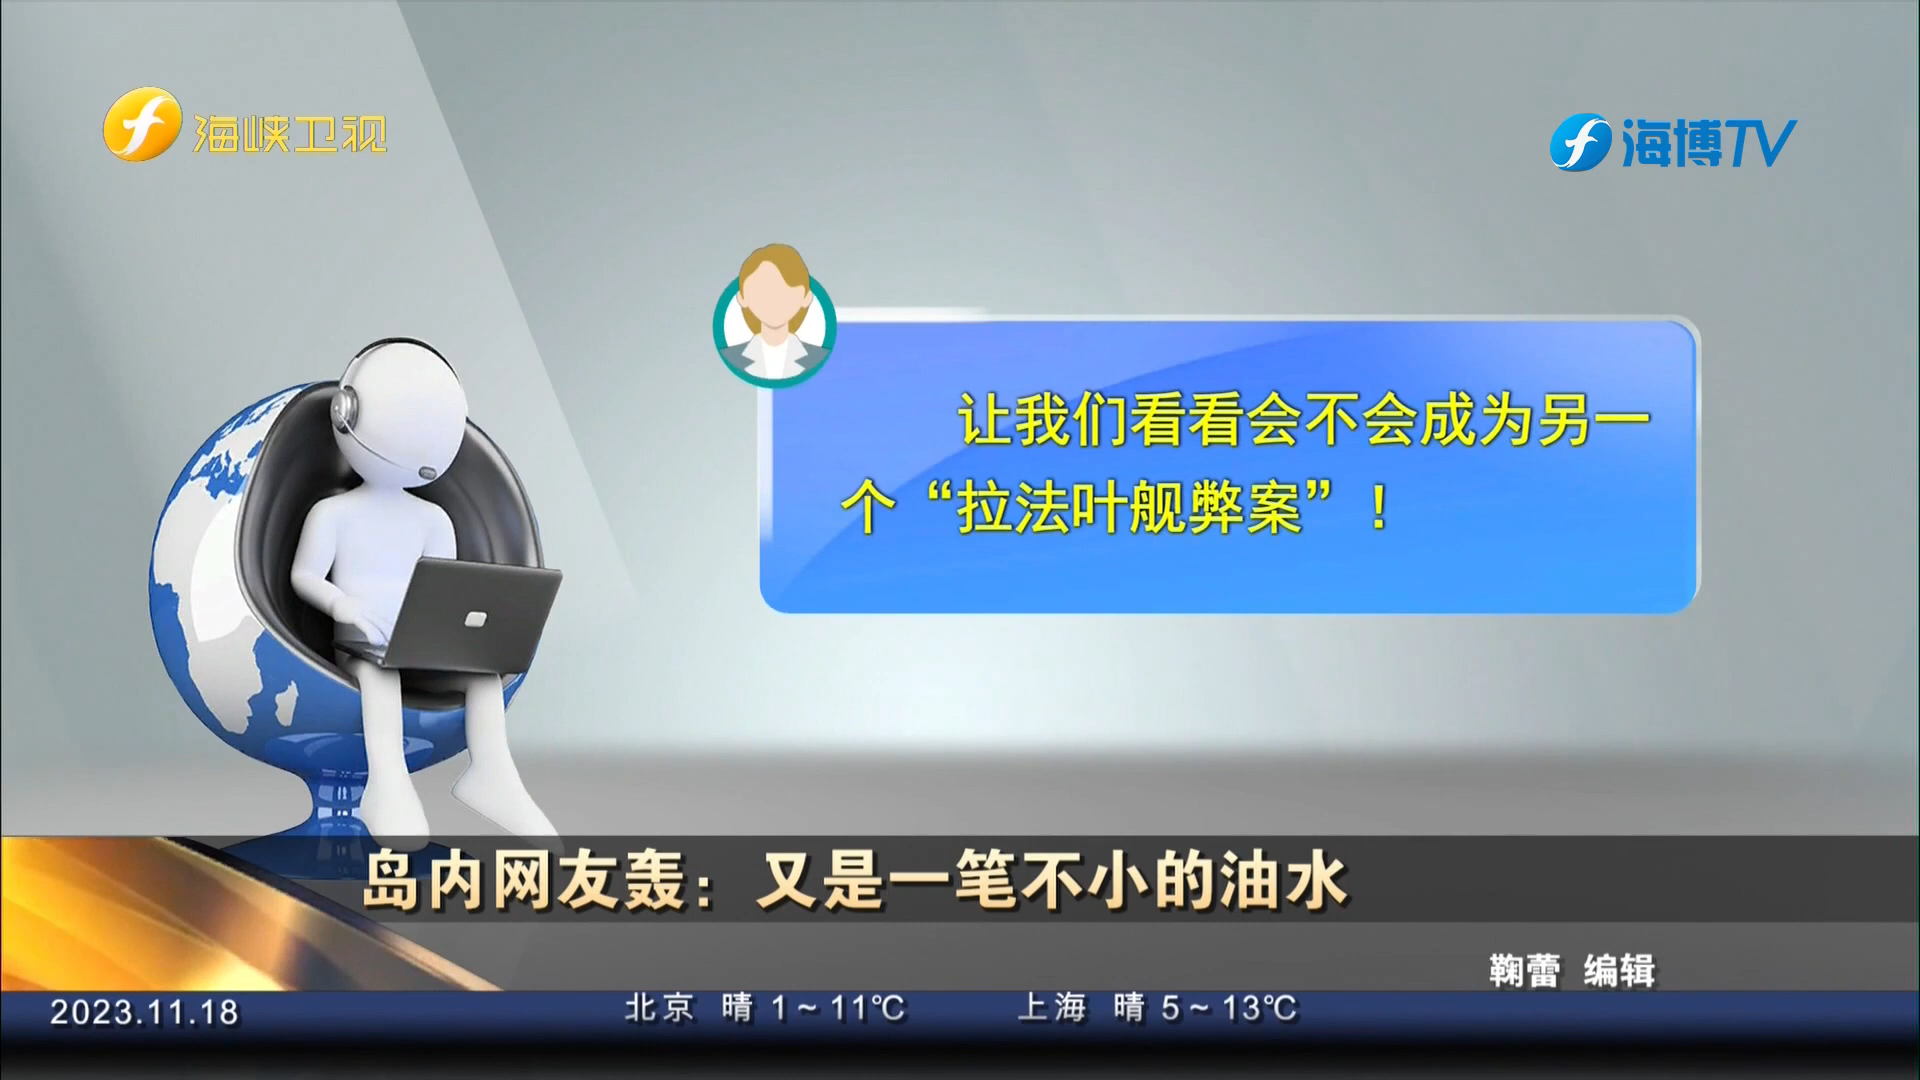 海峡卫视
海博TV
让我们看看会不会成为另一
个“拉法叶舰弊案”！
岛内网友轰：又是一笔不小的油水
鞠蕾 编辑
2023.11.18 北京 晴 1～11℃ 上海 晴 5～13℃